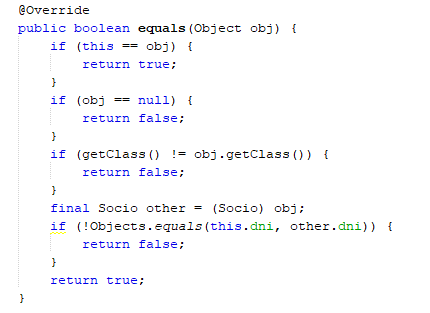 @Override
public boolean equals(Object obj) {
    if (this == obj) {
        return true;
    }
    if (obj == null) {
        return false;
    }
    if (getClass() != obj.getClass()) {
        return false;
    }
    final Socio other = (Socio) obj;
    if (!Objects.equals(this.dni, other.dni)) {
        return false;
    }
    return true;
}